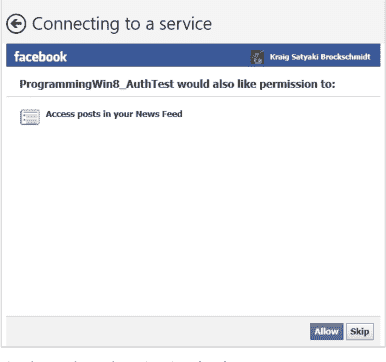 Connecting to a service
facebook
Kraig Satyaki Brockschmidt
ProgrammingWin8_AuthTest would also like permission to:
Access posts in your News Feed
Allow
Skip